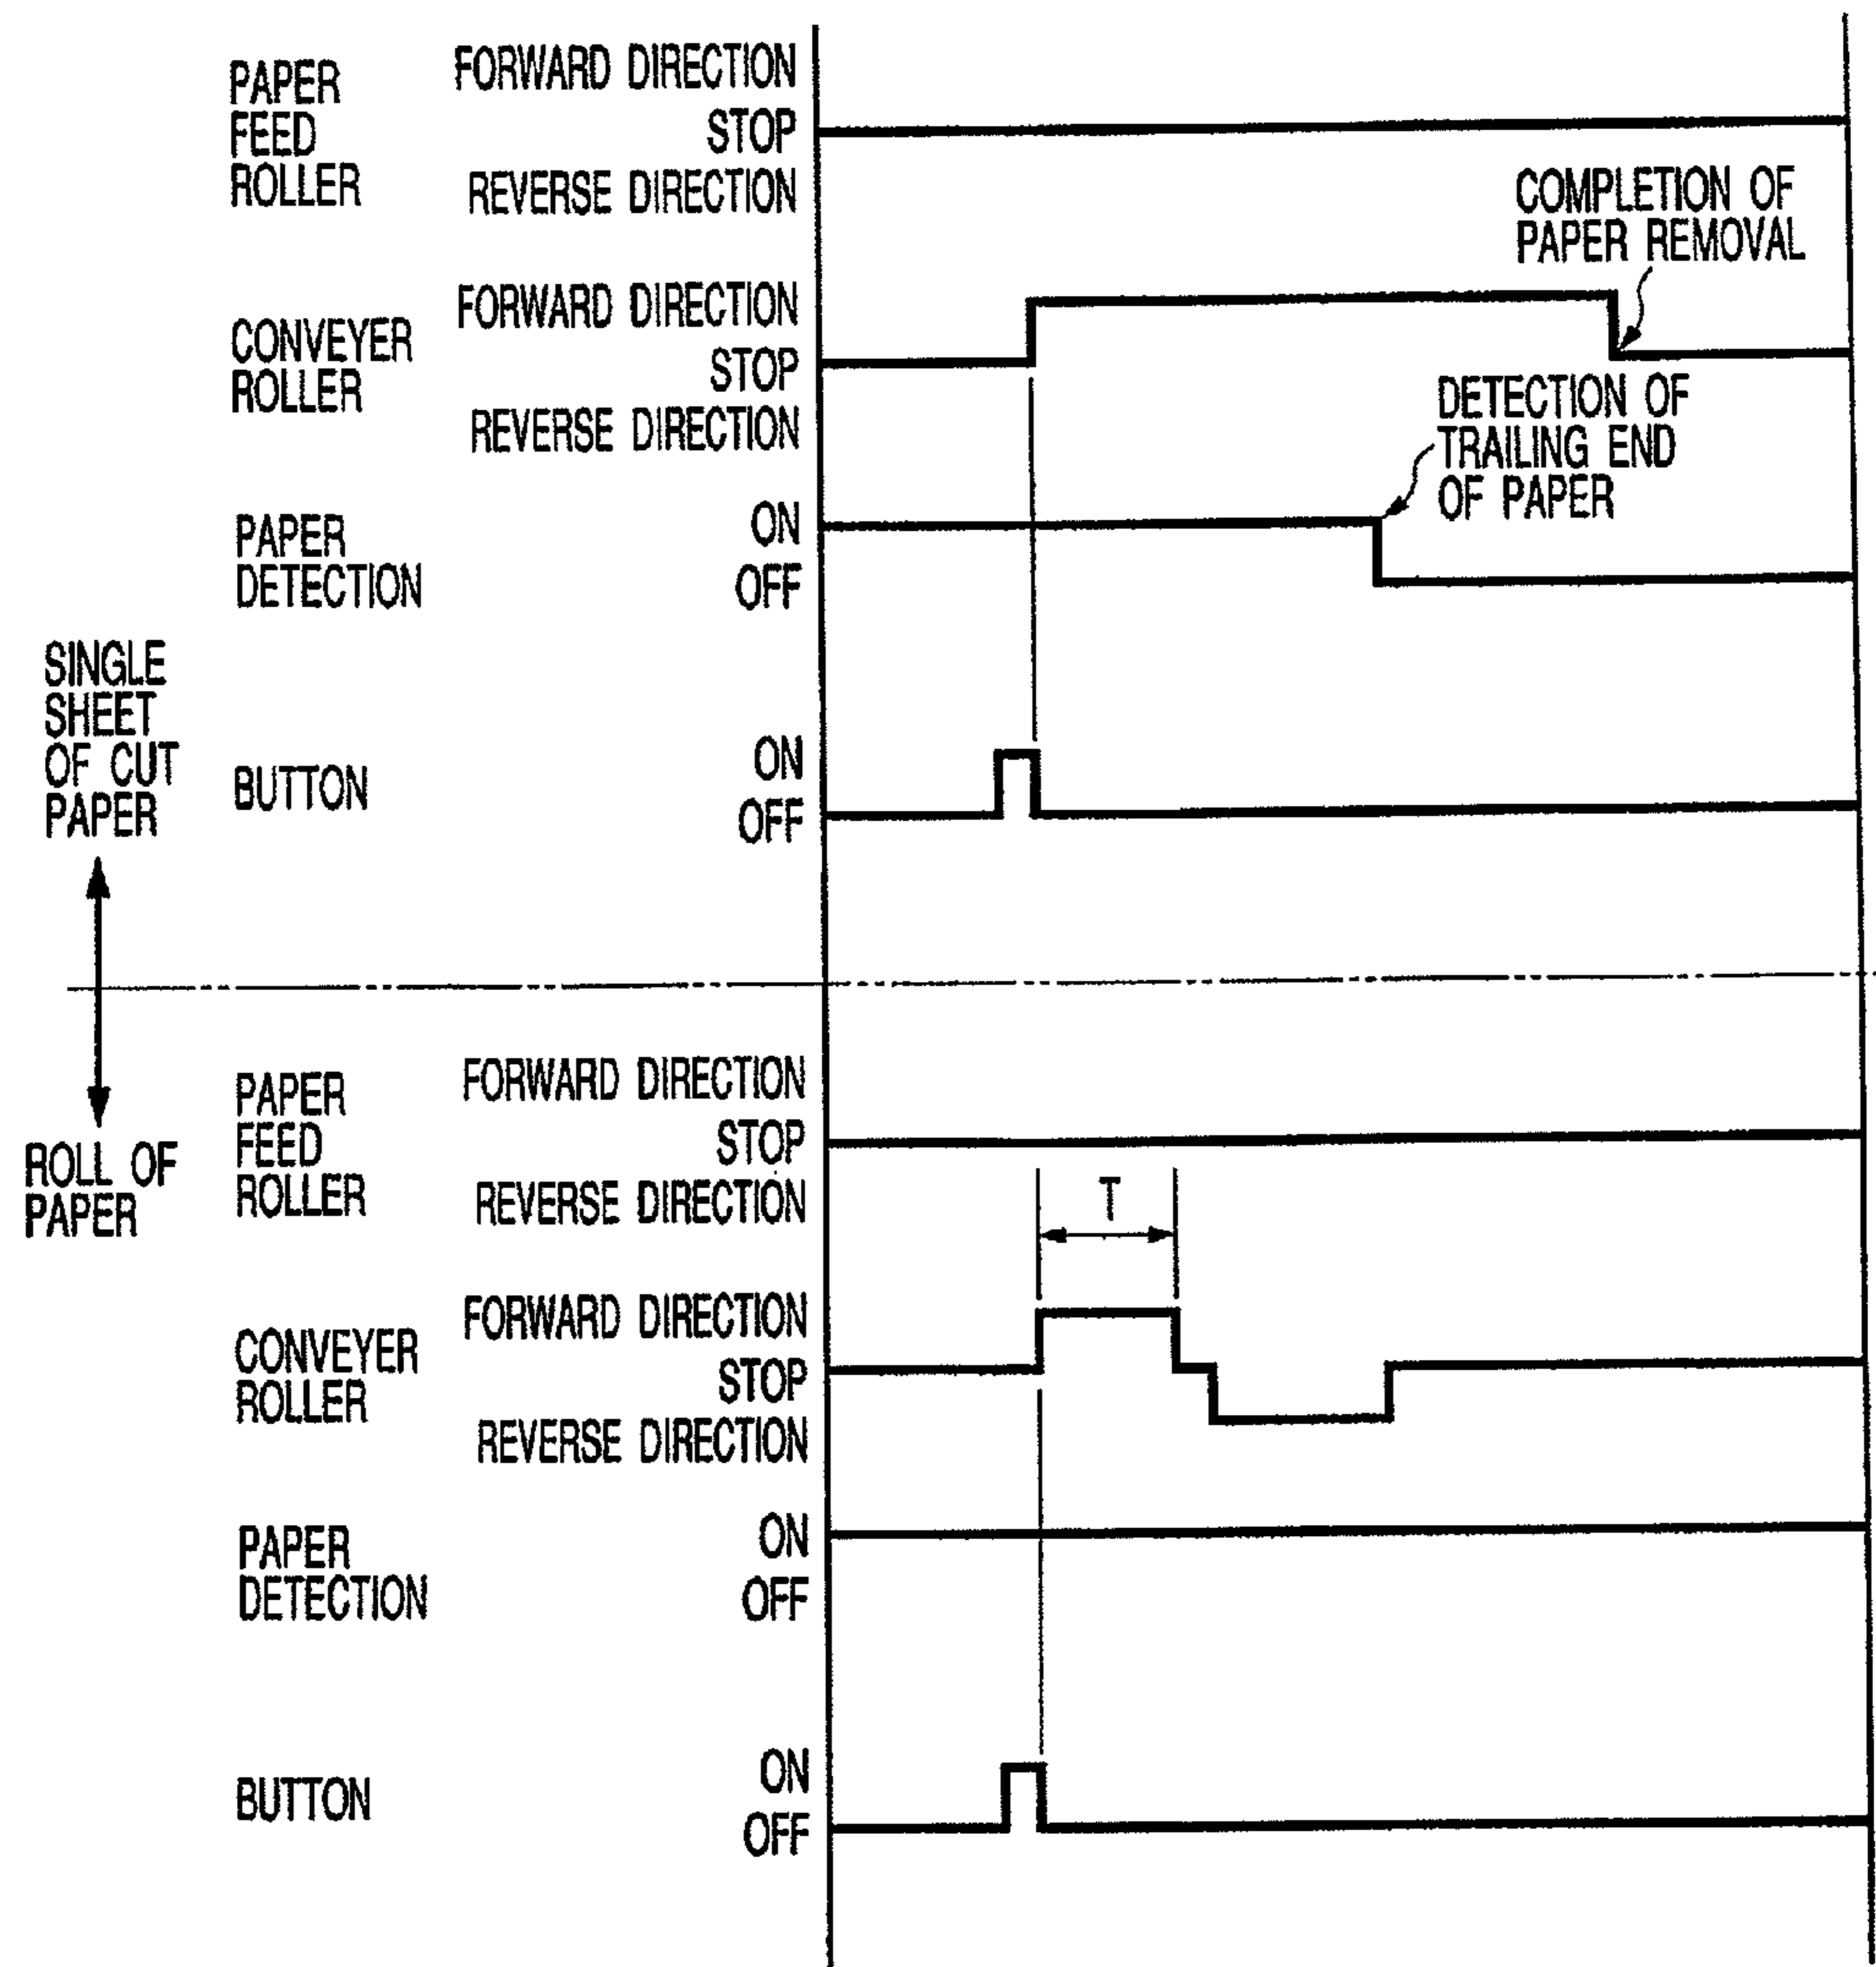 PAPER
FEED
ROLLER
FORWARD DIRECTION
STOP
REVERSE DIRECTION
COMPLETION OF
PAPER REMOVAL
CONVEYER
ROLLER
FORWARD DIRECTION
STOP
REVERSE DIRECTION
DETECTION OF
TRAILING END
OF PAPER
PAPER
DETECTION
ON
OFF
SINGLE
SHEET
OF CUT
PAPER
BUTTON
ON
OFF
ROLL OF
PAPER
PAPER
FEED
ROLLER
FORWARD DIRECTION
STOP
REVERSE DIRECTION
T
CONVEYER
ROLLER
FORWARD DIRECTION
STOP
REVERSE DIRECTION
PAPER
DETECTION
ON
OFF
BUTTON
ON
OFF